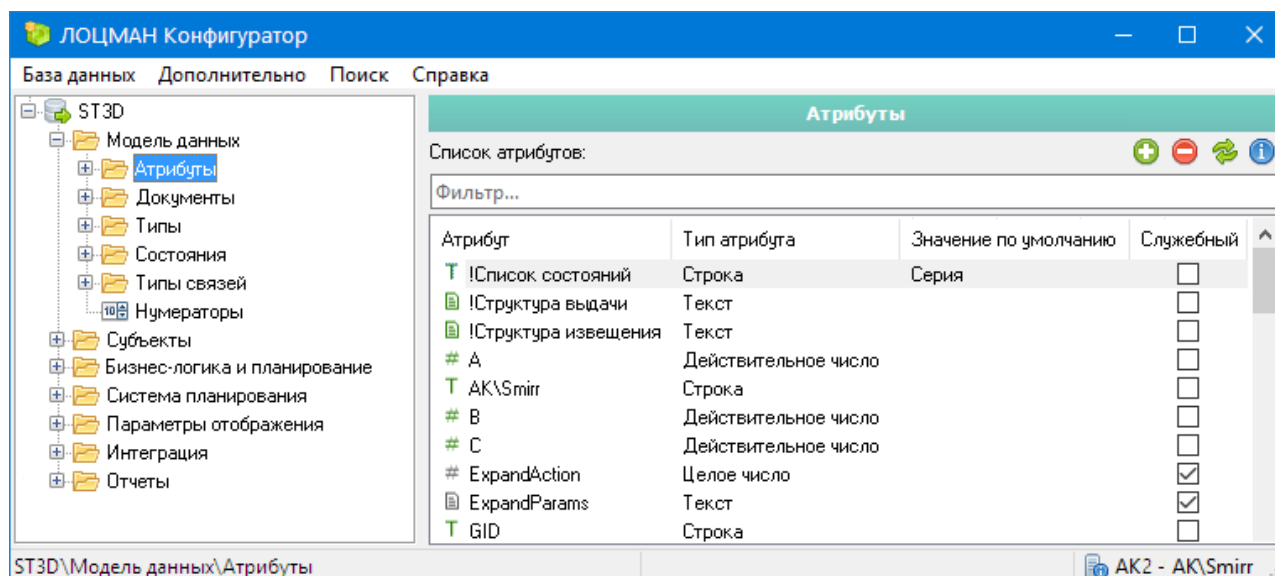 ЛОЦМАН Конфигуратор
База данных Дополнительно Поиск Справка
ST3D
Модель данных
Атрибуты
Документы
Типы
Состояния
Типы связей
Нумераторы
Субъекты
Бизнес-логика и планирование
Система планирования
Параметры отображения
Интеграция
Отчеты
Атрибуты
Список атрибутов:
Фильтр...
Атрибут Тип атрибута Значение по умолчанию Служебный
!Список состояний Строка Серия
!Структура выдачи Текст
!Структура извещения Текст
A Действительное число
AK\Smirr Строка
B Действительное число
C Действительное число
ExpandAction Целое число
ExpandParams Текст
GID Строка
ST3D\Модель данных\Атрибуты
AK2 - AK\Smirr